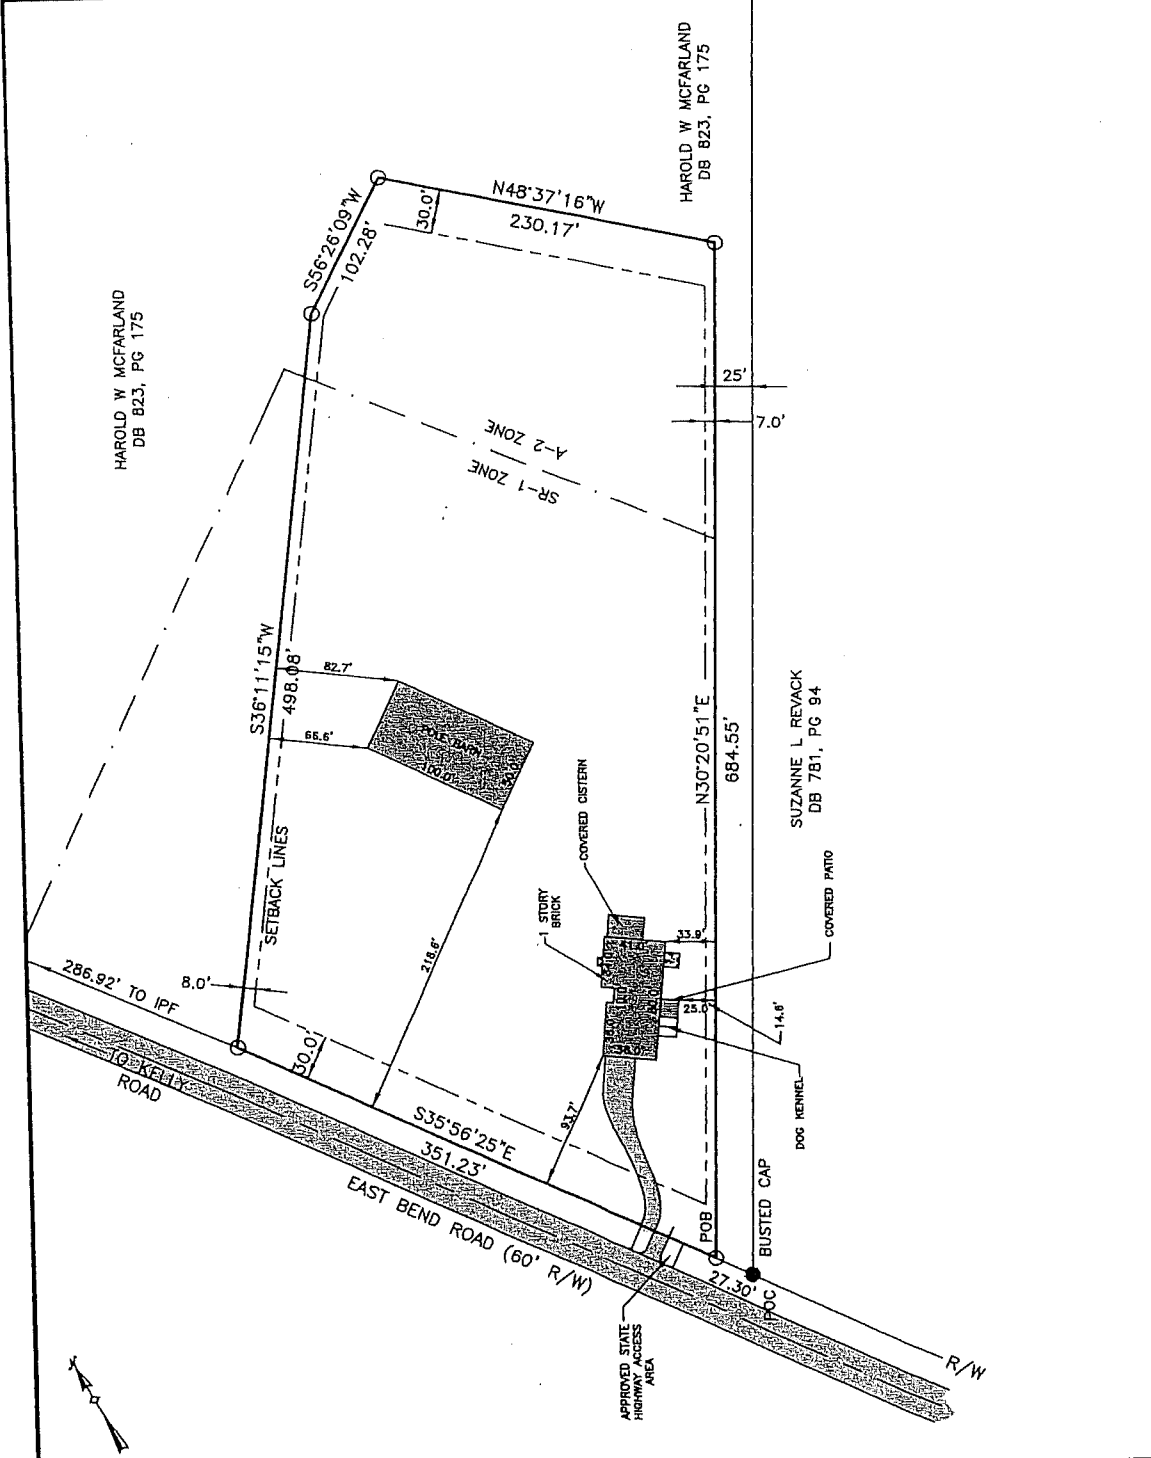 HAROLD W MCFARLAND
DB 823, PG 175
HAROLD W MCFARLAND
DB 823, PG 175
N48°37'16"W
230.17'
30.0'
S56°26'09"W
102.28'
25'
7.0'
A-2 ZONE
SR-1 ZONE
S36°11'15"W
498.08'
82.7'
66.6'
POLE BARN
100.0'
50.0'
N30°20'51"E
684.55'
SUZANNE L REVACK
DB 781, PG 94
SETBACK LINES
COVERED CISTERN
1 STORY
BRICK
COVERED PATIO
33.9'
218.6'
286.92' TO IPF
8.0'
25.0'
14.6'
30.0'
TO KELLY
ROAD
93.7'
DOG KENNEL
S35°56'25"E
351.23'
EAST BEND ROAD (60' R/W)
POB
BUSTED CAP
27.30'
POC
APPROVED STATE
HIGHWAY ACCESS
AREA
R/W